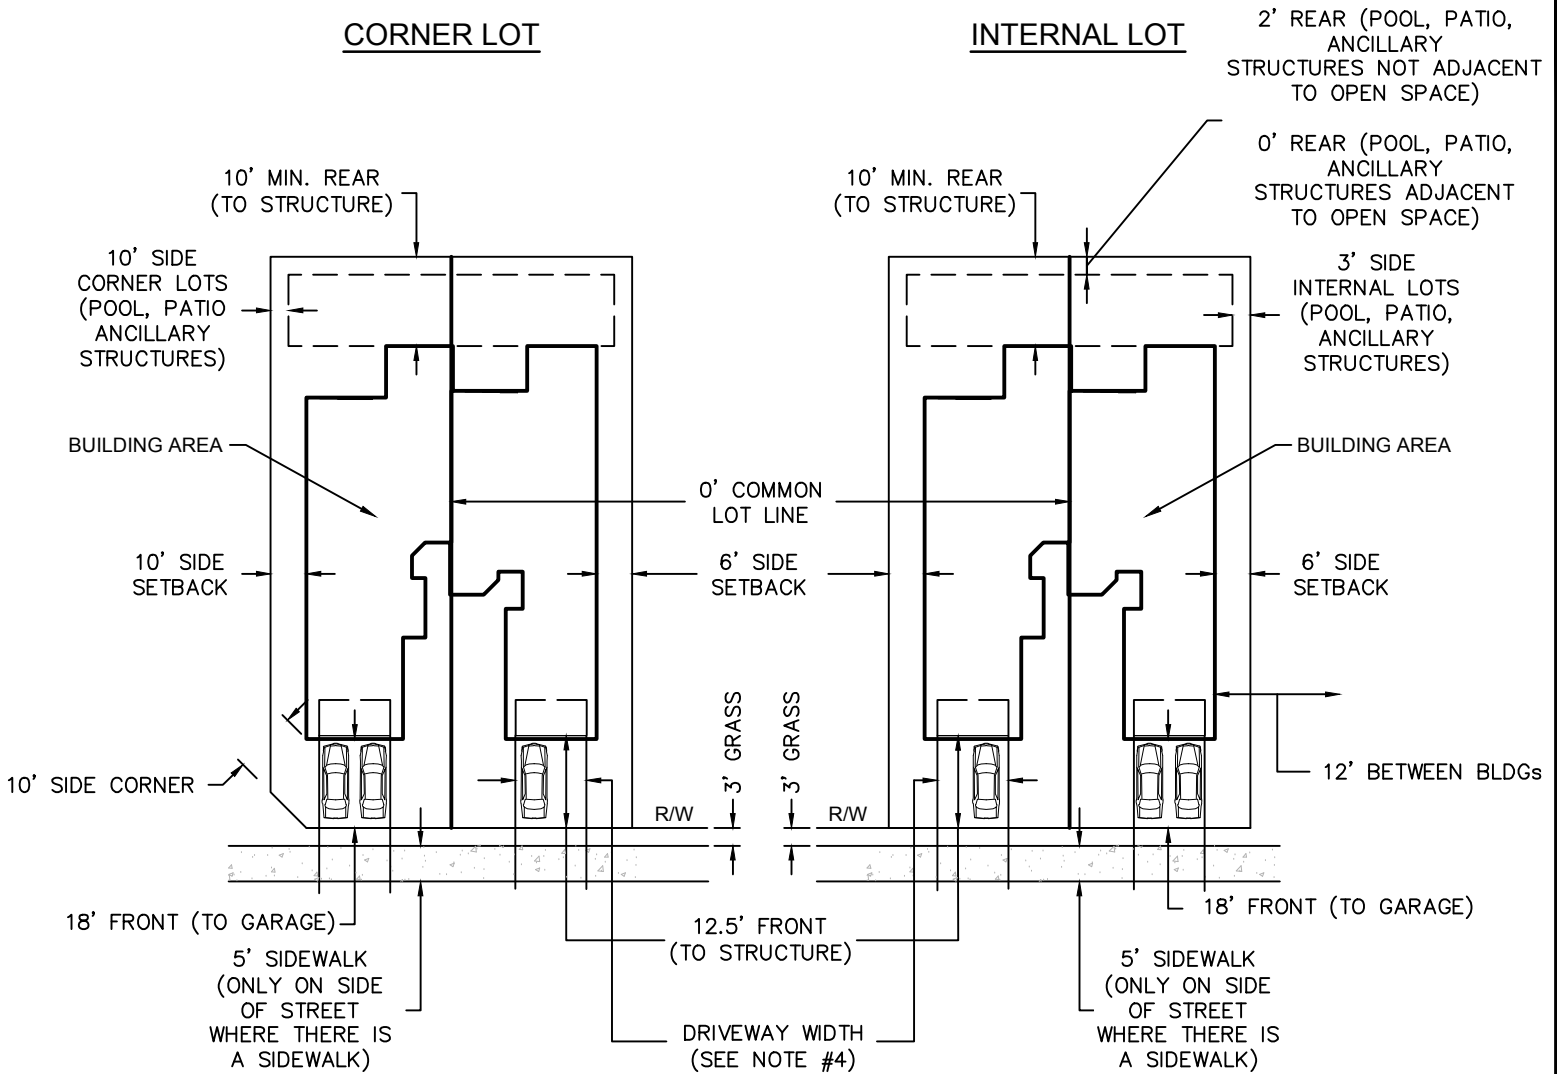 CORNER LOT
INTERNAL LOT
2' REAR (POOL, PATIO,
ANCILLARY
STRUCTURES NOT ADJACENT
TO OPEN SPACE)
0' REAR (POOL, PATIO,
ANCILLARY
STRUCTURES ADJACENT
TO OPEN SPACE)
10' MIN. REAR
(TO STRUCTURE)
10' MIN. REAR
(TO STRUCTURE)
10' SIDE
CORNER LOTS
(POOL, PATIO
ANCILLARY
STRUCTURES)
3' SIDE
INTERNAL LOTS
(POOL, PATIO,
ANCILLARY
STRUCTURES)
BUILDING AREA
BUILDING AREA
0' COMMON
LOT LINE
10' SIDE
SETBACK
6' SIDE
SETBACK
6' SIDE
SETBACK
3' GRASS
3' GRASS
10' SIDE CORNER
12' BETWEEN BLDGs
R/W
R/W
18' FRONT (TO GARAGE)
12.5' FRONT
(TO STRUCTURE)
18' FRONT (TO GARAGE)
5' SIDEWALK
(ONLY ON SIDE
OF STREET
WHERE THERE IS
A SIDEWALK)
DRIVEWAY WIDTH
(SEE NOTE #4)
5' SIDEWALK
(ONLY ON SIDE
OF STREET
WHERE THERE IS
A SIDEWALK)